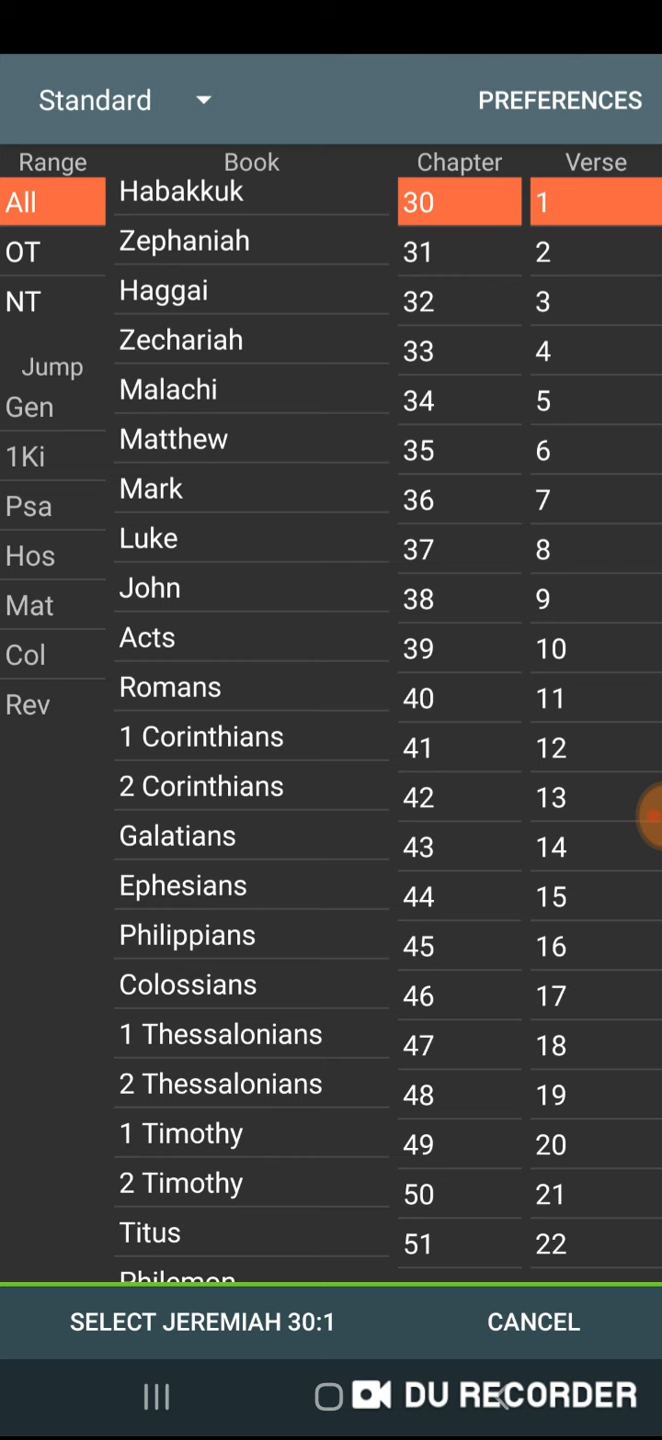 Standard
PREFERENCES
Range Book Chapter Verse
All Habakkuk 30 1
OT Zephaniah 31 2
NT Haggai 32 3
Zechariah 33 4
Jump
Gen Malachi 34 5
1Ki Matthew 35 6
Psa Mark 36 7
Hos Luke 37 8
Mat John 38 9
Col Acts 39 10
Rev Romans 40 11
1 Corinthians 41 12
2 Corinthians 42 13
Galatians 43 14
Ephesians 44 15
Philippians 45 16
Colossians 46 17
1 Thessalonians 47 18
2 Thessalonians 48 19
1 Timothy 49 20
2 Timothy 50 21
Titus 51 22
Philemon
SELECT JEREMIAH 30:1 CANCEL
DU RECORDER